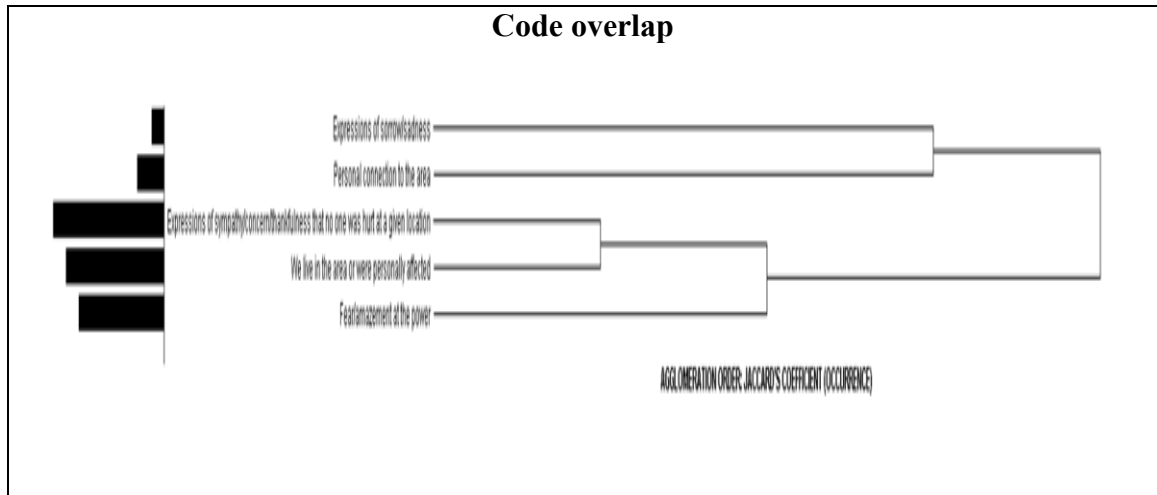 Code overlap
Expressions of sorrow/sadness
Personal connection to the area
Expressions of sympathy/concern/thankfulness that no one was hurt at a given location
We live in the area or were personally affected
Fear/amazement at the power
AGGLOMERATION ORDER: JACCARD'S COEFFICIENT (OCCURRENCE)